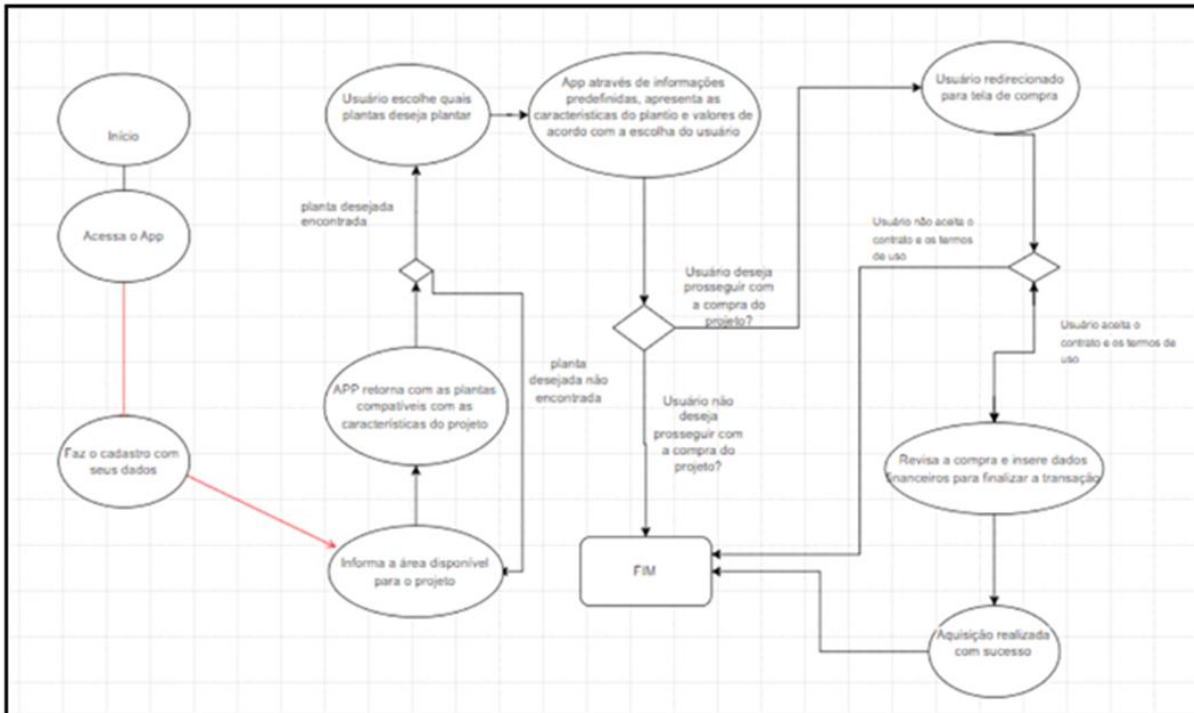 Início
Acessa o App
Faz o cadastro com
seus dados
Informa a área disponível
para o projeto
APP retorna com as plantas
compatíveis com as
características do projeto
planta desejada
encontrada
planta
desejada não
encontrada
Usuário escolhe quais
plantas deseja plantar
App através de informações
predefinidas, apresenta as
características do plantio e valores de
acordo com a escolha do usuário
Usuário deseja
prosseguir com
a compra do
projeto?
Usuário não
deseja
prosseguir com
a compra do
projeto?
Usuário redirecionado
para tela de compra
Usuário não aceita o
contrato e os termos
de uso
Usuário aceita o
contrato e os termos de
uso
Revisa a compra e insere dados
financeiros para finalizar a transação
Aquisição realizada
com sucesso
FIM